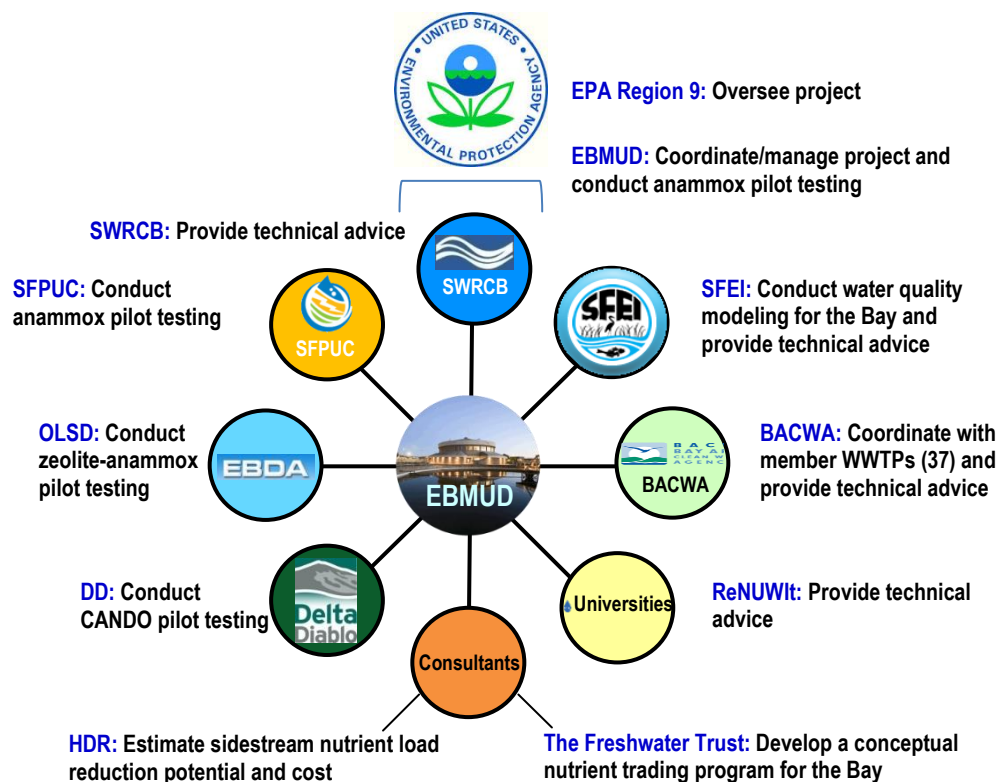 UNITED STATES
ENVIRONMENTAL PROTECTION AGENCY
EPA Region 9: Oversee project
EBMUD: Coordinate/manage project and
conduct anammox pilot testing
SWRCB: Provide technical advice
SWRCB
SFPUC: Conduct
anammox pilot testing
SFPUC
SFEI
SFEI: Conduct water quality
modeling for the Bay and
provide technical advice
OLSD: Conduct
zeolite-anammox
pilot testing
EBDA
EBMUD
BAC
BAY A
CLEAN W
AGENC
BACWA
BACWA: Coordinate with
member WWTPs (37) and
provide technical advice
DD: Conduct
CANDO pilot testing
Delta
Diablo
Universities
ReNUWIt: Provide technical
advice
Consultants
HDR: Estimate sidestream nutrient load
reduction potential and cost
The Freshwater Trust: Develop a conceptual
nutrient trading program for the Bay